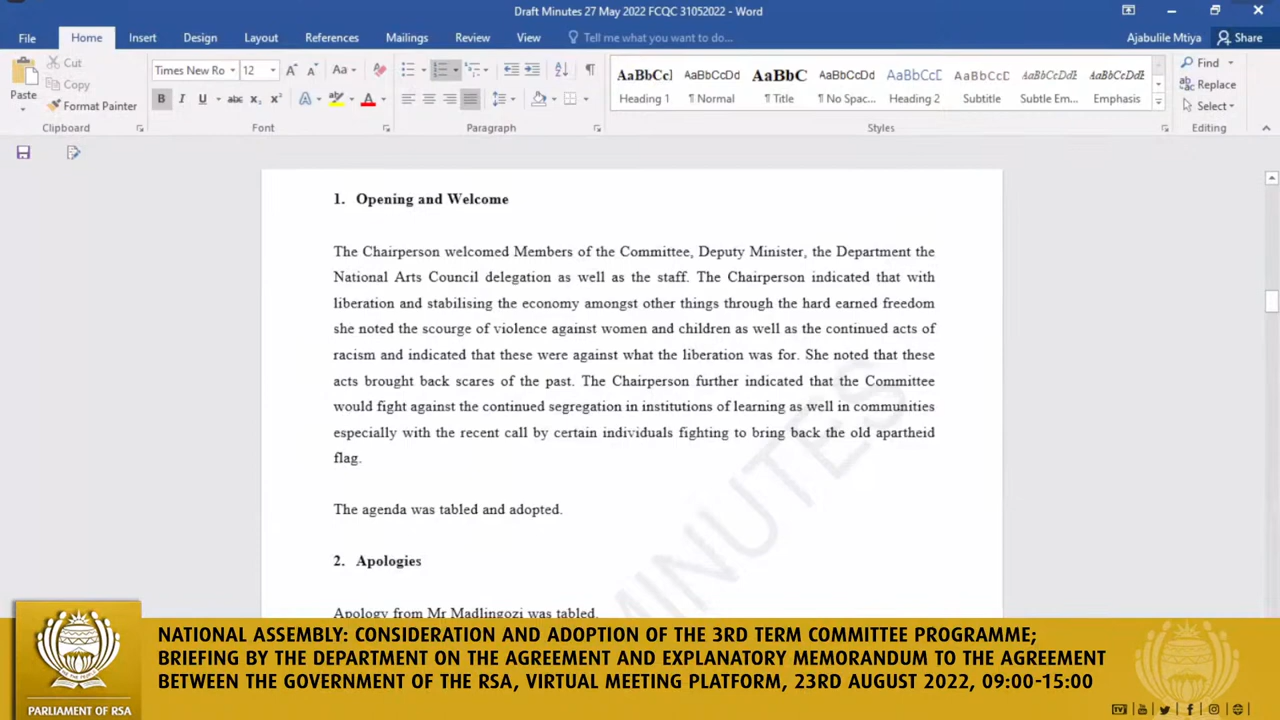 Draft Minutes 27 May 2022 FCQC 31052022 - Word
File Home Insert Design Layout References Mailings Review View Tell me what you want to do... Ajabulile Mtiya Share
Cut
Copy
Paste
Format Painter
Clipboard
Times New Ro 12
Font
Paragraph
AaBbCcI AaBbCcDd AaBbC AaBbCcDd AaBbCcD AaBbCcDd AaBbCcDdE AaBbCcDdE
Heading 1 ¶ Normal ¶ Title ¶ No Spac... Heading 2 Subtitle Subtle Em... Emphasis
Styles
Find
Replace
Select
Editing
1. Opening and Welcome
The Chairperson welcomed Members of the Committee, Deputy Minister, the Department the
National Arts Council delegation as well as the staff. The Chairperson indicated that with
liberation and stabilising the economy amongst other things through the hard earned freedom
she noted the scourge of violence against women and children as well as the continued acts of
racism and indicated that these were against what the liberation was for. She noted that these
acts brought back scares of the past. The Chairperson further indicated that the Committee
would fight against the continued segregation in institutions of learning as well in communities
especially with the recent call by certain individuals fighting to bring back the old apartheid
flag.
The agenda was tabled and adopted.
2. Apologies
Apology from Mr Madlingozi was tabled.
MINUTES
NATIONAL ASSEMBLY: CONSIDERATION AND ADOPTION OF THE 3RD TERM COMMITTEE PROGRAMME;
BRIEFING BY THE DEPARTMENT ON THE AGREEMENT AND EXPLANATORY MEMORANDUM TO THE AGREEMENT
BETWEEN THE GOVERNMENT OF THE RSA, VIRTUAL MEETING PLATFORM, 23RD AUGUST 2022, 09:00-15:00
PARLIAMENT OF RSA